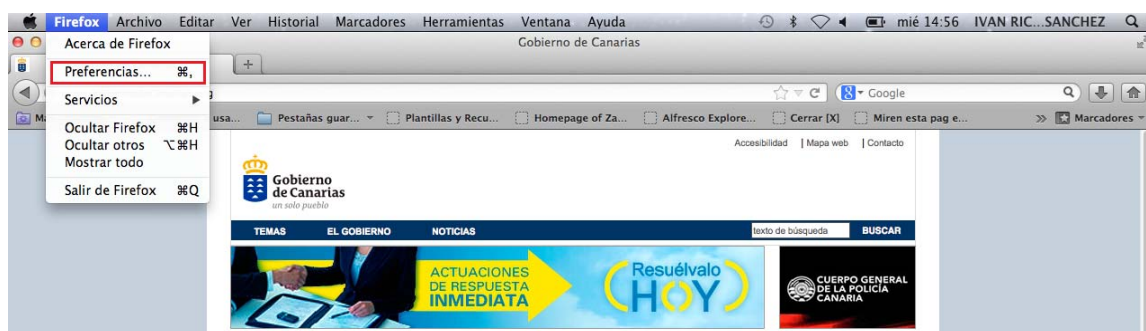 Firefox Archivo Editar Ver Historial Marcadores Herramientas Ventana Ayuda mié 14:56 IVAN RIC...SANCHEZ
Gobierno de Canarias
Acerca de Firefox
Preferencias... ⌘,
Servicios
Ocultar Firefox ⌘H
Ocultar otros ⌥⌘H
Mostrar todo
Salir de Firefox ⌘Q
Google
usa... Pestañas guar... Plantillas y Recu... Homepage of Za... Alfresco Explore... Cerrar [X] Miren esta pag e... Marcadores
Accesibilidad | Mapa web | Contacto
Gobierno
de Canarias
un solo pueblo
TEMAS EL GOBIERNO NOTICIAS texto de búsqueda BUSCAR
ACTUACIONES
DE RESPUESTA
INMEDIATA
Resuélvalo
HOY
CUERPO GENERAL
DE LA POLICÍA
CANARIA